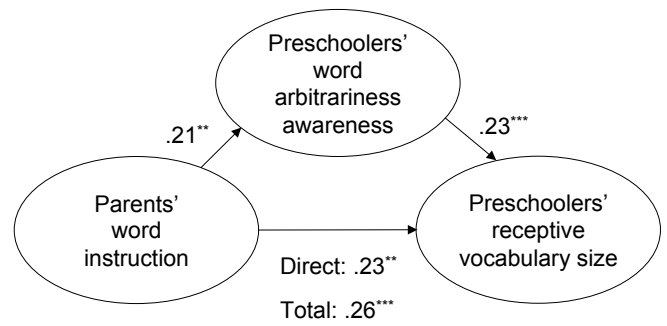 Preschoolers’
word
arbitrariness
awareness
.21**
.23***
Parents’
word
instruction
Preschoolers’
receptive
vocabulary size
Direct: .23**
Total: .26***